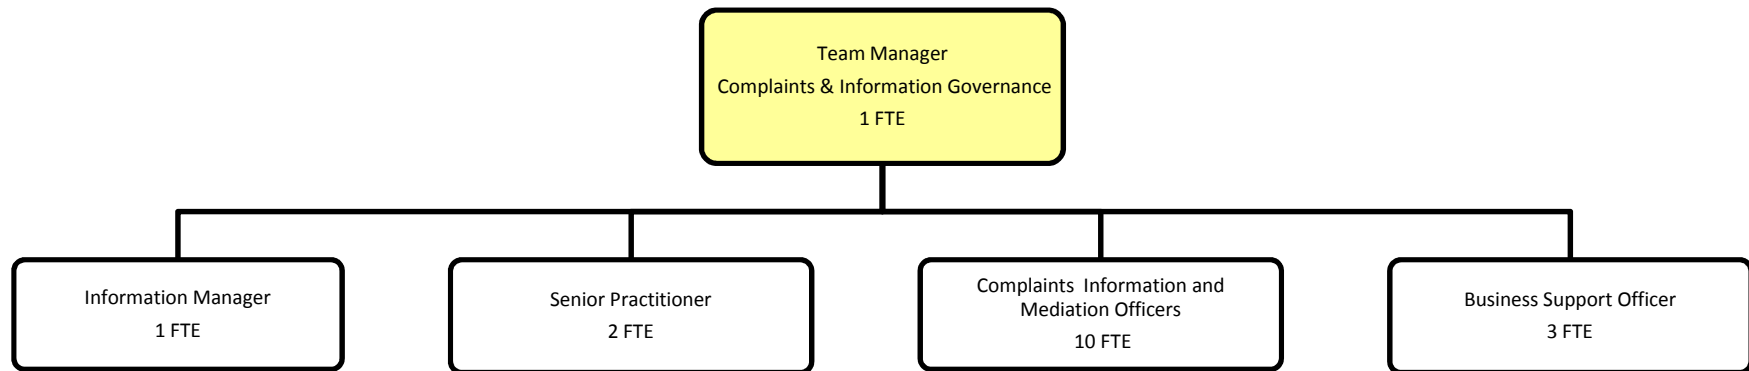 Team Manager
Complaints & Information Governance
1 FTE
Information Manager
1 FTE
Senior Practitioner
2 FTE
Complaints  Information and
Mediation Officers
10 FTE
Business Support Officer
3 FTE